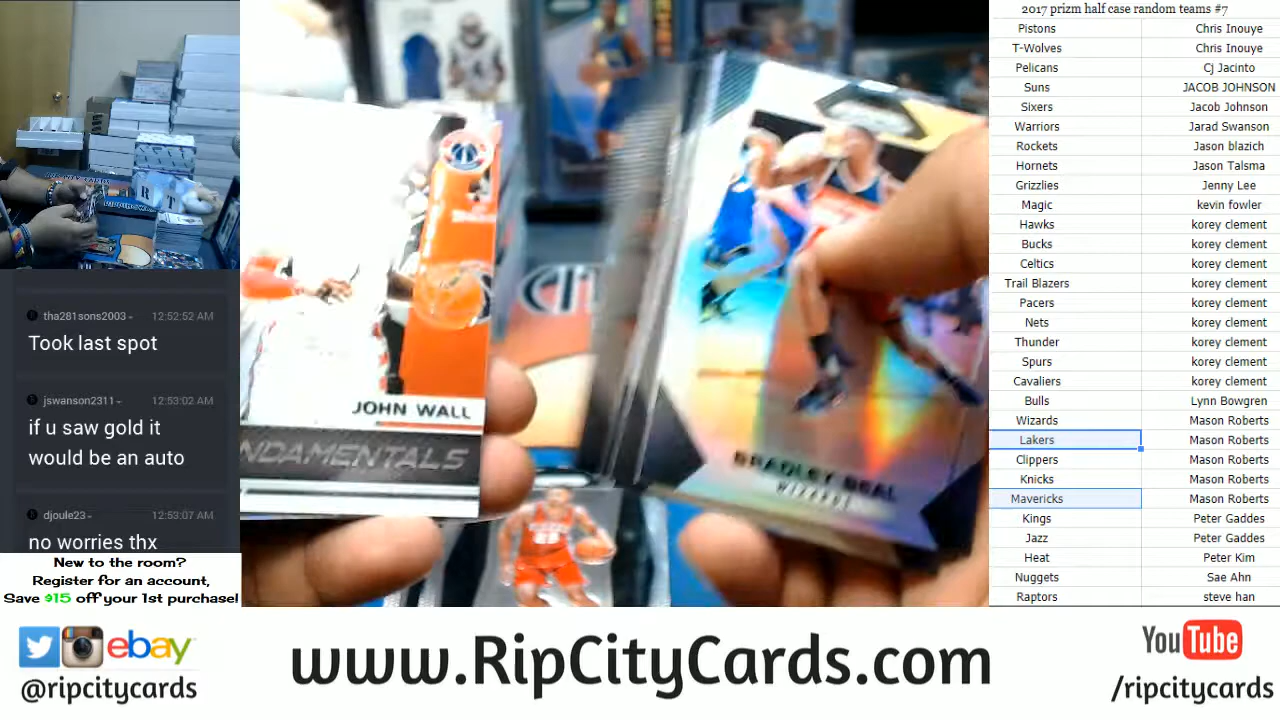 tha281sons2003
12:52:52 AM
Took last spot
jswanson2311
12:53:02 AM
if u saw gold it
would be an auto
djoule23
12:53:07 AM
no worries thx
New to the room?
Register for an account,
Save $15 off your 1st purchase!
JOHN WALL
NDAMENTALS
BRADLEY BEAL
WIZARDS
2017 prizm half case random teams #7
Pistons Chris Inouye
T-Wolves Chris Inouye
Pelicans Cj Jacinto
Suns JACOB JOHNSON
Sixers Jacob Johnson
Warriors Jarad Swanson
Rockets Jason blazich
Hornets Jason Talsma
Grizzlies Jenny Lee
Magic kevin fowler
Hawks korey clement
Bucks korey clement
Celtics korey clement
Trail Blazers korey clement
Pacers korey clement
Nets korey clement
Thunder korey clement
Spurs korey clement
Cavaliers korey clement
Bulls Lynn Bowgren
Wizards Mason Roberts
Lakers Mason Roberts
Clippers Mason Roberts
Knicks Mason Roberts
Mavericks Mason Roberts
Kings Peter Gaddes
Jazz Peter Gaddes
Heat Peter Kim
Nuggets Sae Ahn
Raptors steve han
ebay
@ripcitycards
www.RipCityCards.com
YouTube
/ripcitycards